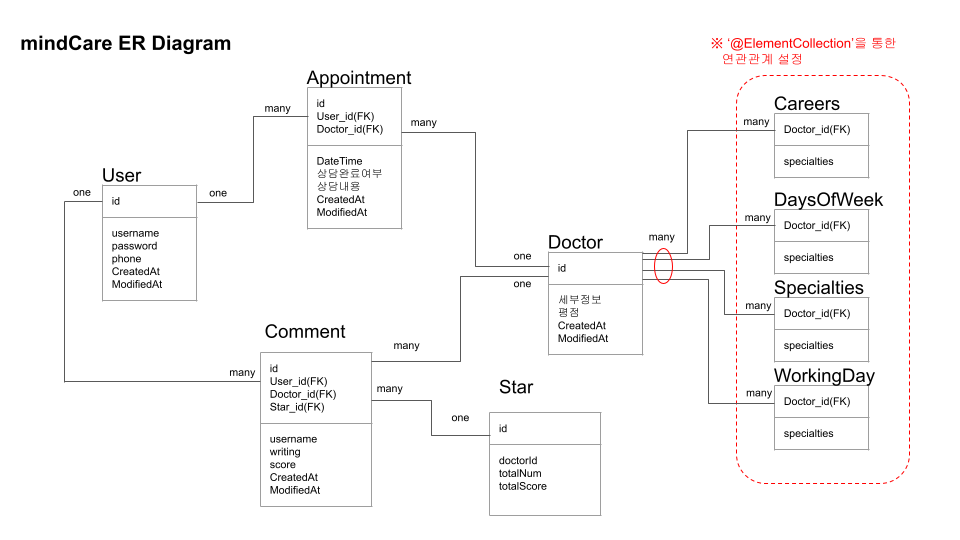 mindCare ER Diagram
※ '@ElementCollection'을 통한
연관관계 설정
Appointment
id
User_id(FK)
Doctor_id(FK)
DateTime
상담완료여부
상담내용
CreatedAt
ModifiedAt
many
many
User
id
username
password
phone
CreatedAt
ModifiedAt
one
one
Doctor
id
세부정보
평점
CreatedAt
ModifiedAt
one
one
many
Comment
id
User_id(FK)
Doctor_id(FK)
Star_id(FK)
username
writing
score
CreatedAt
ModifiedAt
many
many
many
Star
id
doctorId
totalNum
totalScore
one
Careers
Doctor_id(FK)
specialties
many
DaysOfWeek
Doctor_id(FK)
specialties
many
Specialties
Doctor_id(FK)
specialties
many
WorkingDay
Doctor_id(FK)
specialties
many